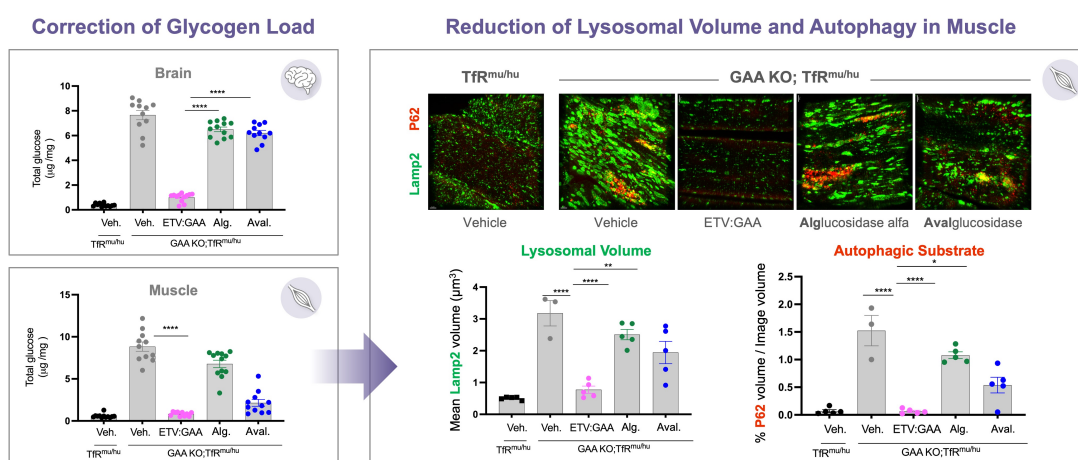 Correction of Glycogen Load
Reduction of Lysosomal Volume and Autophagy in Muscle
Brain
Total glucose
(µg /mg)
10
8
6
4
2
0
****
****
Veh.
Veh. ETV:GAA Alg. Aval.
TfRmu/hu
GAA KO;TfRmu/hu
Muscle
Total glucose
(µg /mg)
15
10
5
0
****
Veh.
Veh. ETV:GAA Alg. Aval.
TfRmu/hu
GAA KO;TfRmu/hu
TfRmu/hu
GAA KO; TfRmu/hu
Lamp2 P62
Vehicle
Vehicle
ETV:GAA
Alglucosidase alfa
Avalglucosidase
Lysosomal Volume
Mean Lamp2 volume (µm³)
4
3
2
1
0
**
****
****
Veh.
Veh. ETV:GAA Alg. Aval.
TfRmu/hu
GAA KO;TfRmu/hu
Autophagic Substrate
% P62 volume / Image volume
2.5
2.0
1.5
1.0
0.5
0.0
*
****
****
Veh.
Veh. ETV:GAA Alg. Aval.
TfRmu/hu
GAA KO;TfRmu/hu